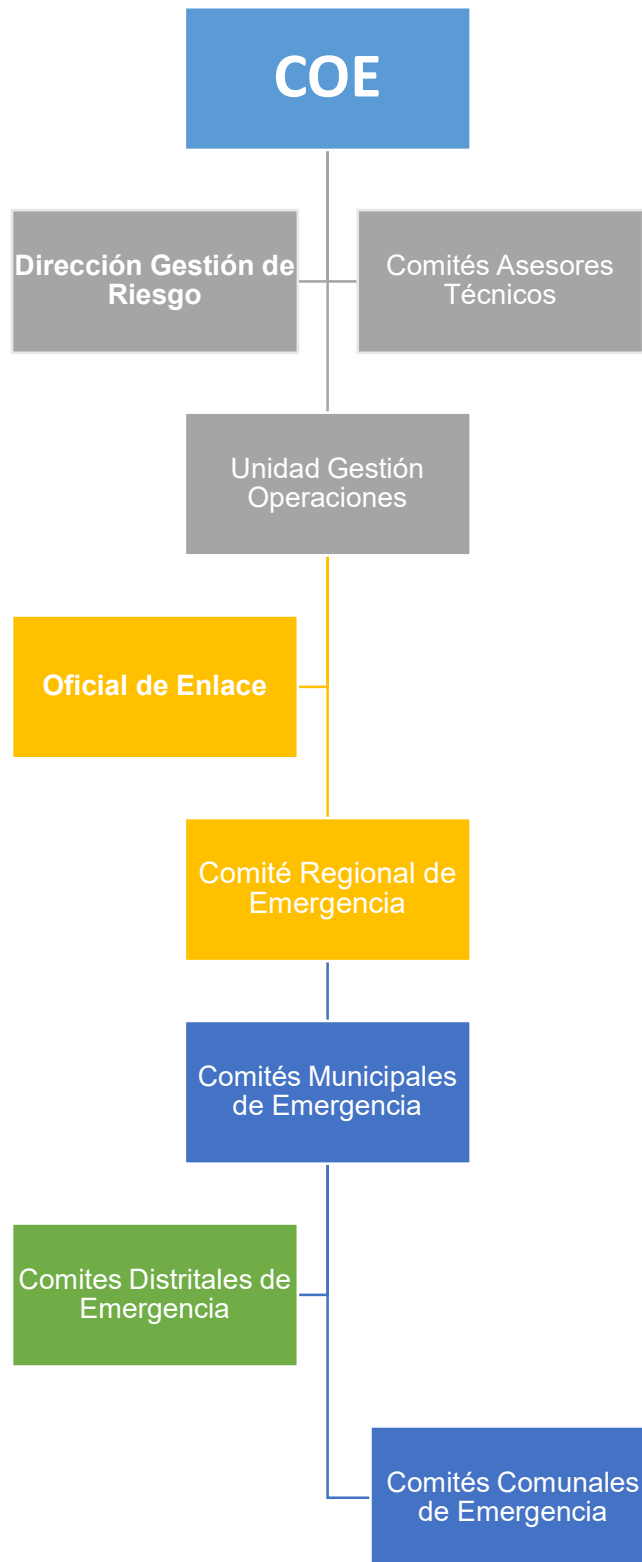 COE
Dirección Gestión de
Riesgo
Comités Asesores
Técnicos
Unidad Gestión
Operaciones
Oficial de Enlace
Comité Regional de
Emergencia
Comités Municipales
de Emergencia
Comites Distritales de
Emergencia
Comités Comunales
de Emergencia